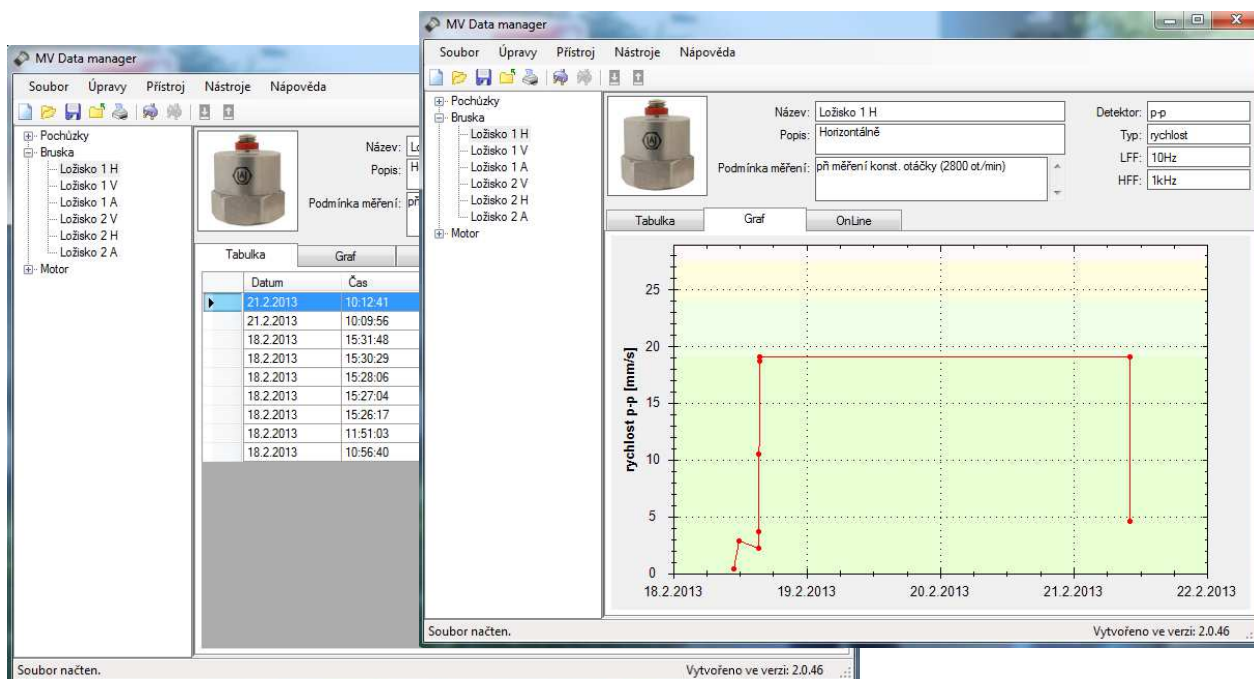 MV Data manager
Soubor Úpravy Přístroj Nástroje Nápověda
Pochůzky
Bruska
Ložisko 1 H
Ložisko 1 V
Ložisko 1 A
Ložisko 2 V
Ložisko 2 H
Ložisko 2 A
Motor
Název:
Popis:
Podmínka měření:
Tabulka Graf
Datum Čas
21.2.2013 10:12:41
21.2.2013 10:09:56
18.2.2013 15:31:48
18.2.2013 15:30:29
18.2.2013 15:28:06
18.2.2013 15:27:04
18.2.2013 15:26:17
18.2.2013 11:51:03
18.2.2013 10:56:40
Soubor načten. Vytvořeno ve verzi: 2.0.46
MV Data manager
Soubor Úpravy Přístroj Nástroje Nápověda
Pochůzky
Bruska
Ložisko 1 H
Ložisko 1 V
Ložisko 1 A
Ložisko 2 V
Ložisko 2 H
Ložisko 2 A
Motor
Název: Ložisko 1 H
Popis: Horizontálně
Podmínka měření: při měření konst. otáčky (2800 ot/min)
Detektor: p-p
Typ: rychlost
LFF: 10Hz
HFF: 1kHz
Tabulka Graf OnLine
rychlost p-p [mm/s]
25
20
15
10
5
0
18.2.2013 19.2.2013 20.2.2013 21.2.2013 22.2.2013
Soubor načten. Vytvořeno ve verzi: 2.0.46